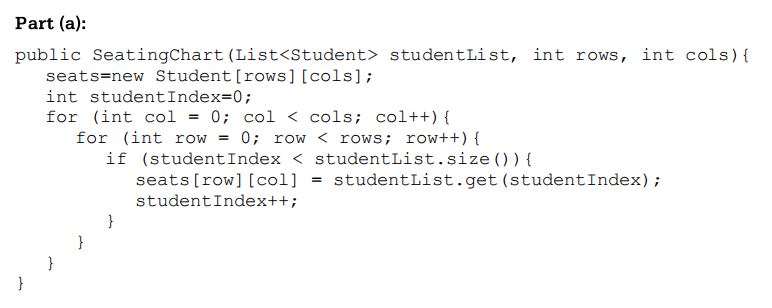 Part (a):
public SeatingChart(List<Student> studentList, int rows, int cols){
seats=new Student[rows][cols];
int studentIndex=0;
for (int col = 0; col < cols; col++){
for (int row = 0; row < rows; row++){
if (studentIndex < studentList.size()){
seats[row][col] = studentList.get(studentIndex);
studentIndex++;
}
}
}
}